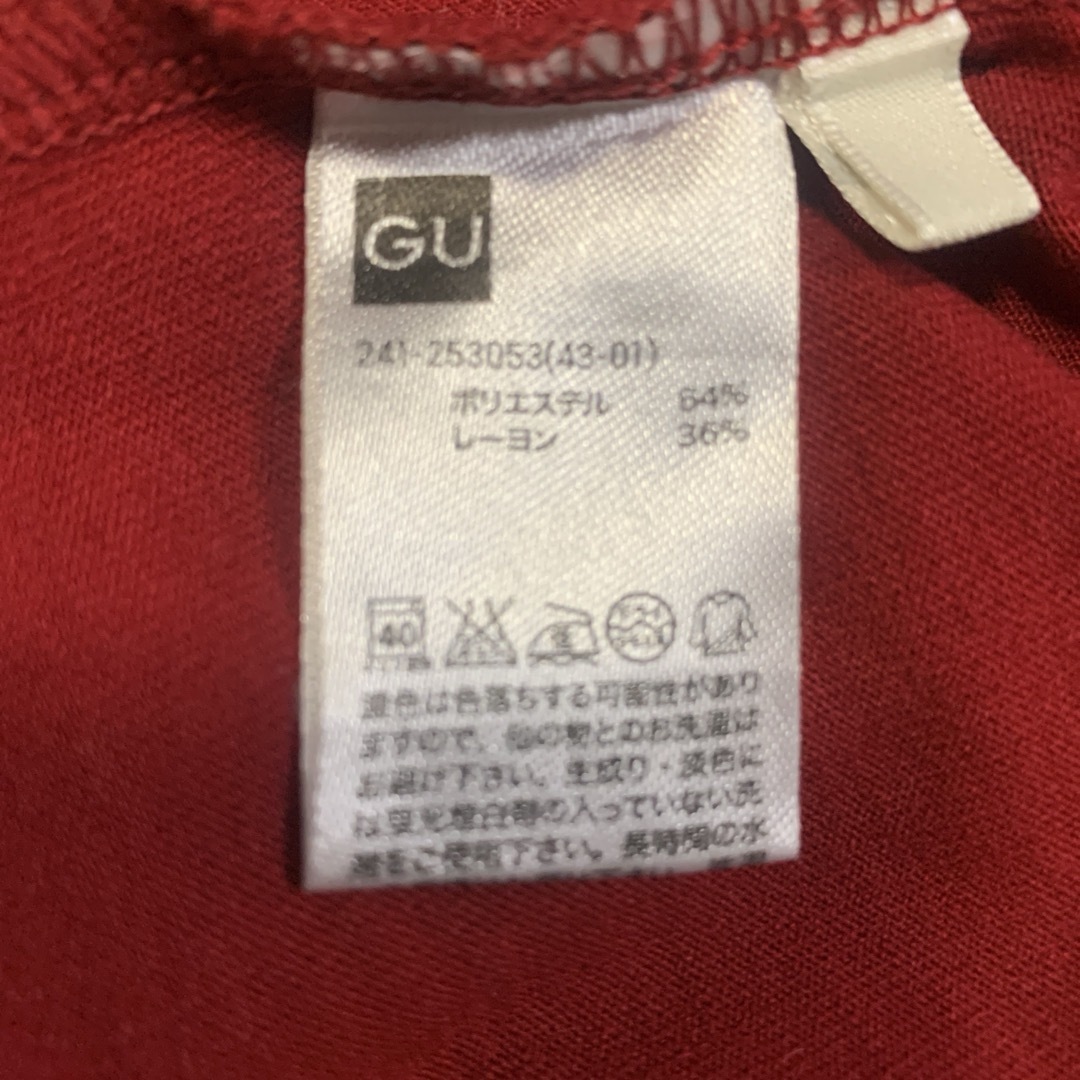 GU
241-253053(43-01)
ポリエステル 64%
レーヨン 36%
40
濃色は色落ちする可能性があり
ますので、他の物とのお洗濯は
お避け下さい。生成り・淡色に
は蛍光増白剤の入っていない洗
剤をご使用下さい。長時間の水